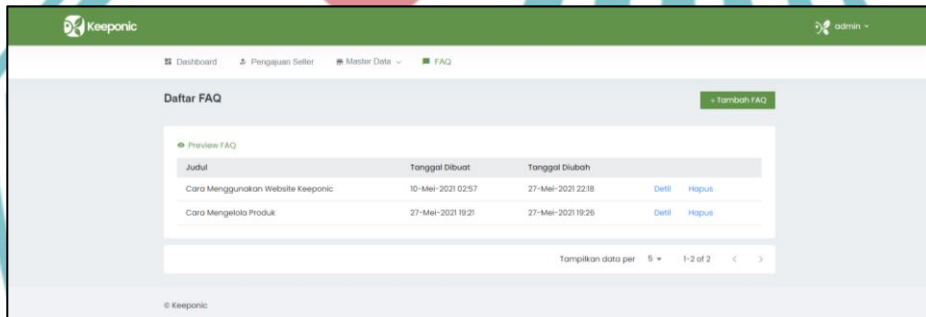 Keeponic admin
Dashboard Pengajuan Seller Master Data FAQ
Daftar FAQ + Tambah FAQ
Preview FAQ
Judul Tanggal Dibuat Tanggal Diubah
Cara Menggunakan Website Keeponic 10-Mei-2021 02:57 27-Mei-2021 22:18 Detil Hapus
Cara Mengelola Produk 27-Mei-2021 19:21 27-Mei-2021 19:26 Detil Hapus
Tampilkan data per 5 1-2 of 2 < >
© Keeponic